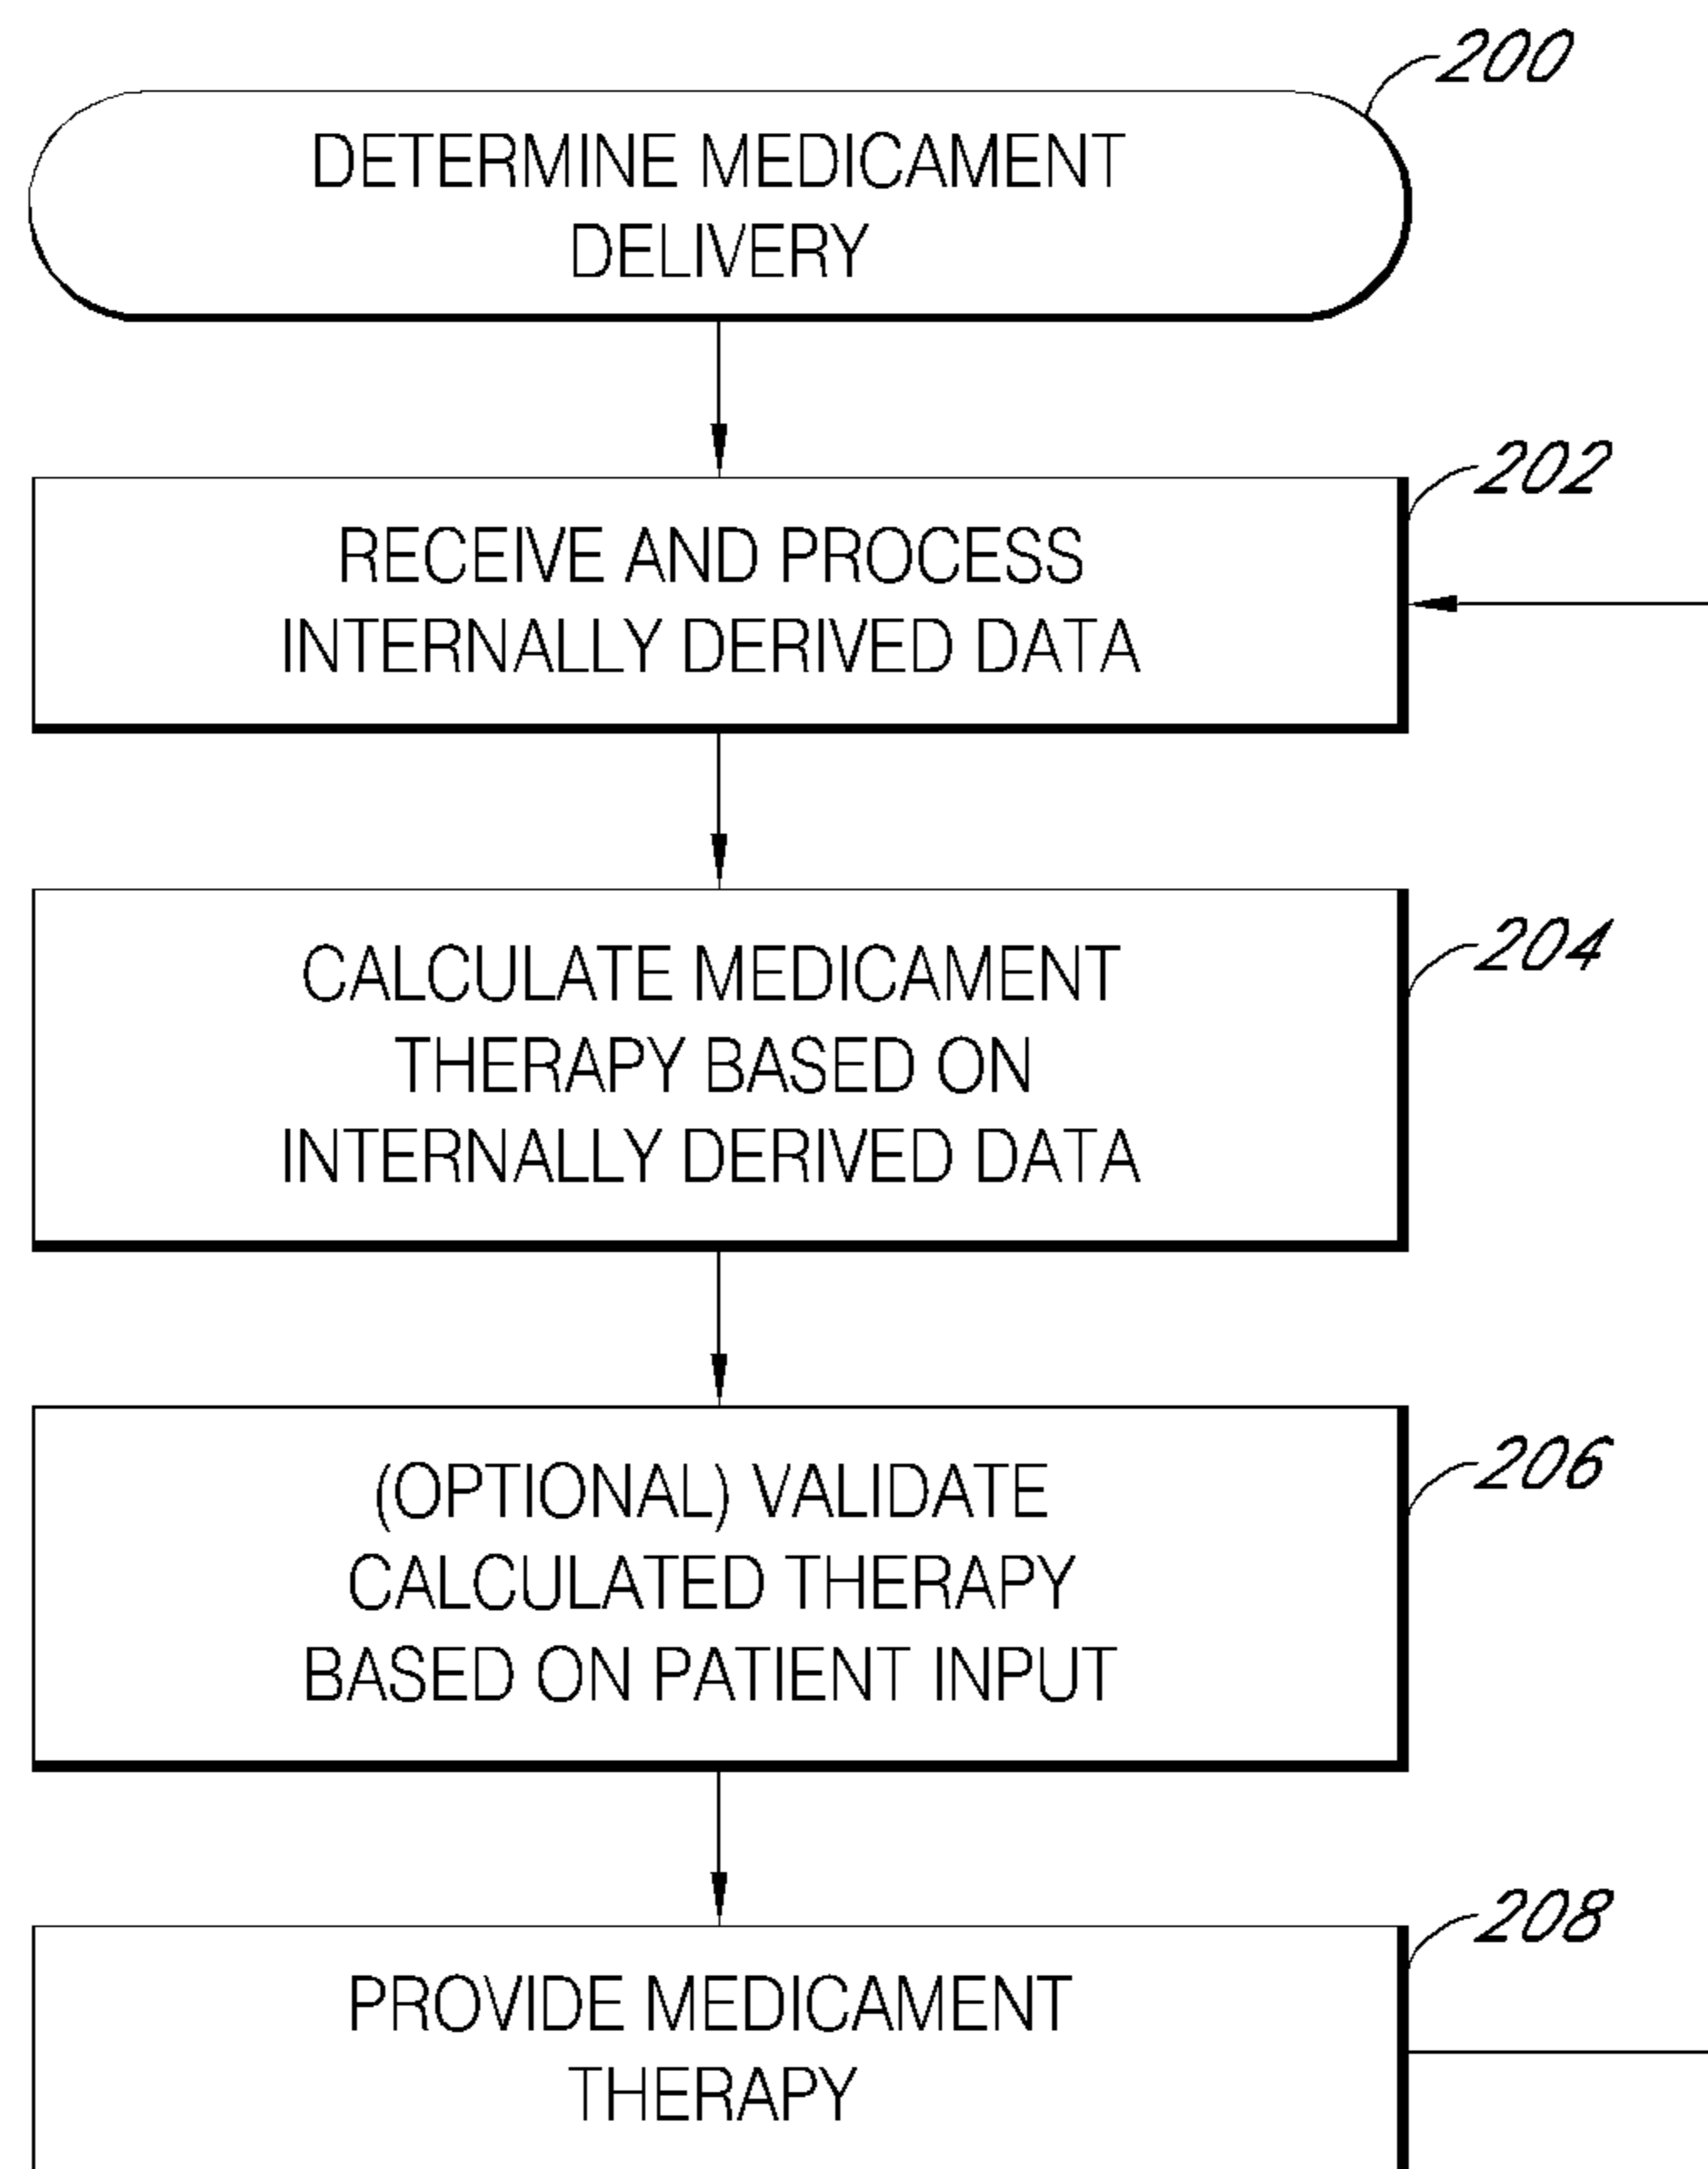 200
DETERMINE MEDICAMENT
DELIVERY
202
RECEIVE AND PROCESS
INTERNALLY DERIVED DATA
204
CALCULATE MEDICAMENT
THERAPY BASED ON
INTERNALLY DERIVED DATA
206
(OPTIONAL) VALIDATE
CALCULATED THERAPY
BASED ON PATIENT INPUT
208
PROVIDE MEDICAMENT
THERAPY